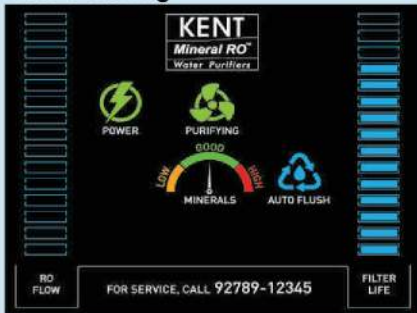 KENT
Mineral RO™
Water Purifiers
POWER
PURIFYING
LOW
GOOD
HIGH
MINERALS
AUTO FLUSH
RO
FLOW
FOR SERVICE, CALL 92789-12345
FILTER
LIFE